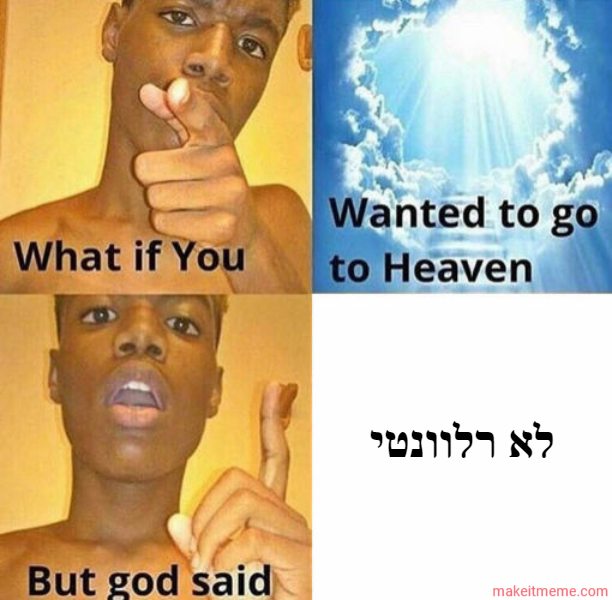 What if You
Wanted to go
to Heaven
But god said
לא רלוונטי
makeitmeme.com